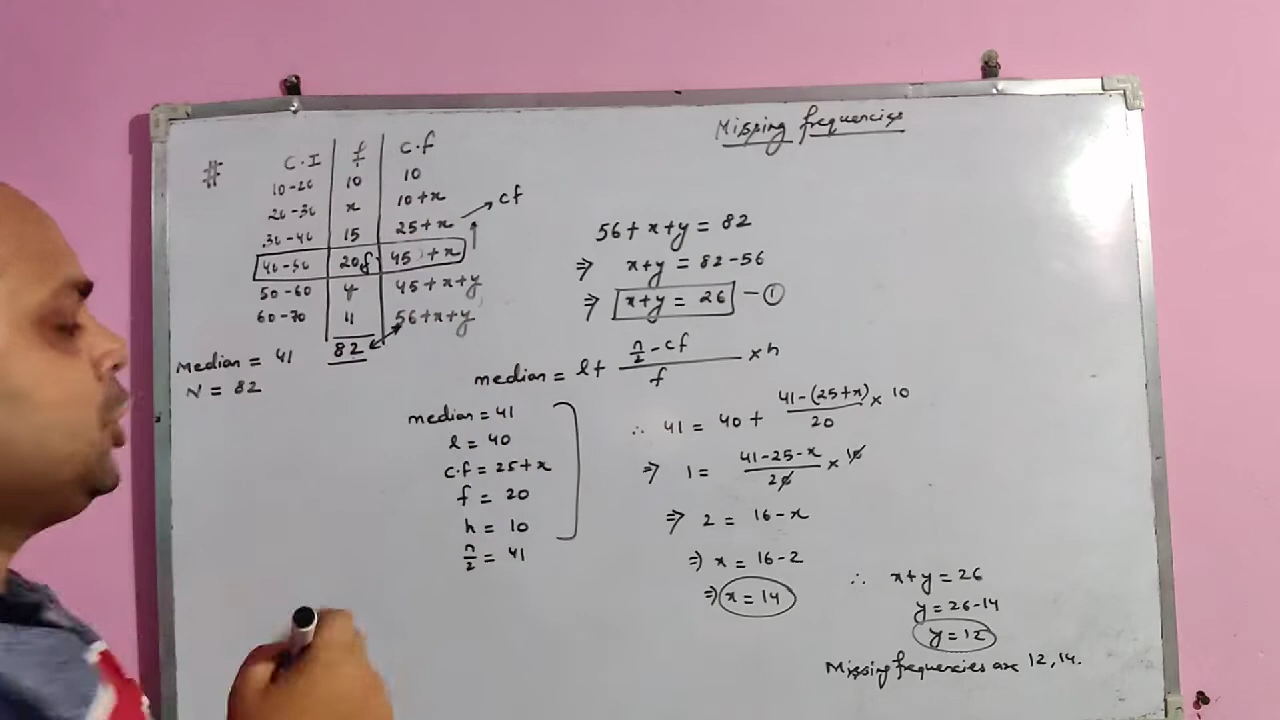 Missing frequencies
# C.I f C.f
10-20 10 10
20-30 x 10+x
30-40 15 25+x cf
40-50 20f 45+x
50-60 y 45+x+y
60-70 11 56+x+y
82
Median = 41
N = 82
56+x+y = 82
⇒ x+y = 82-56
⇒ x+y = 26 - ①
median = l + (n/2 - cf)/f × h
median = 41
l = 40
c.f = 25+x
f = 20
h = 10
n/2 = 41
∴ 41 = 40 + (41-(25+x))/20 × 10
⇒ 1 = (41-25-x)/20 × 10
⇒ 2 = 16-x
⇒ x = 16-2
⇒ x = 14
∴ x+y = 26
y = 26-14
y = 12
Missing frequencies are 12, 14.